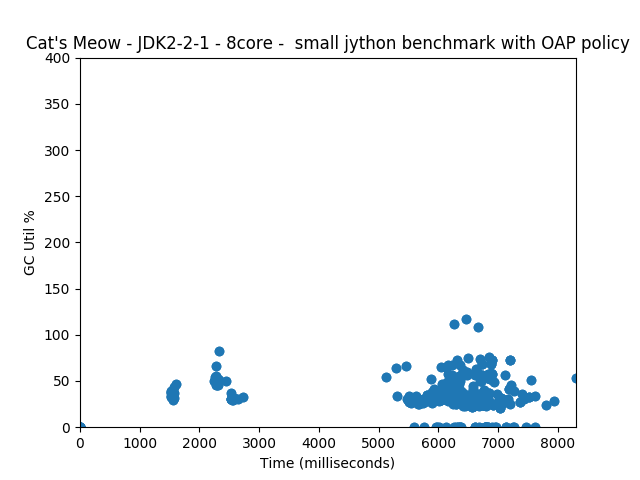 Cat's Meow - JDK2-2-1 - 8core -  small jython benchmark with OAP policy
400
350
300
250
200
150
100
50
0
GC Util %
0 1000 2000 3000 4000 5000 6000 7000 8000
Time (milliseconds)